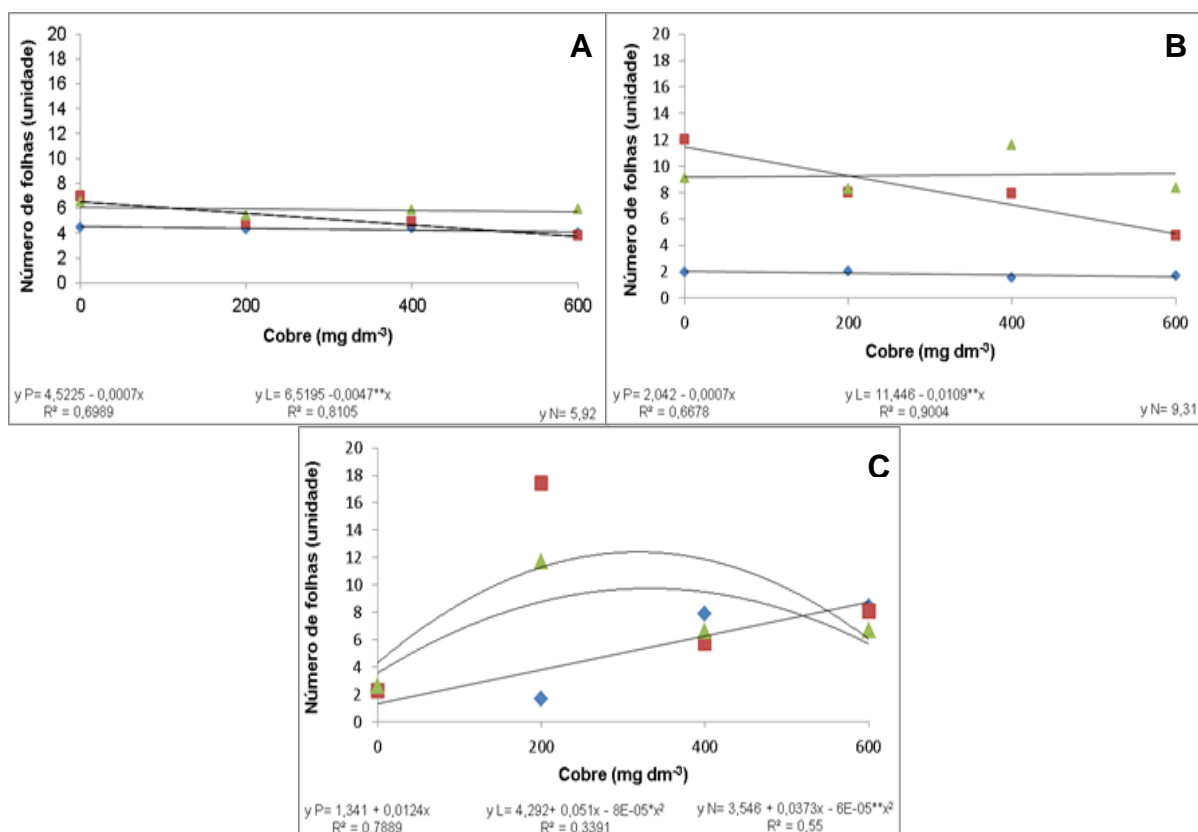 A
Número de folhas (unidade)
20
18
16
14
12
10
8
6
4
2
0
0 200 400 600
Cobre (mg dm-3)
y P= 4,5225 - 0,0007x y L= 6,5195 -0,0047**x
R² = 0,6989 R² = 0,8105 y N= 5,92
B
Número de folhas (unidade)
20
18
16
14
12
10
8
6
4
2
0
0 200 400 600
Cobre (mg dm-3)
y P= 2,042 - 0,0007x y L= 11,446 - 0,0109**x
R² = 0,6678 R² = 0,9004 y N= 9,31
C
Número de folhas (unidade)
20
18
16
14
12
10
8
6
4
2
0
0 200 400 600
Cobre (mg dm-3)
y P= 1,341 + 0,0124x y L= 4,292+ 0,051x - 8E-05*x² y N= 3,546 + 0,0373x - 6E-05**x²
R² = 0.7889 R² = 0.3391 R² = 0,55